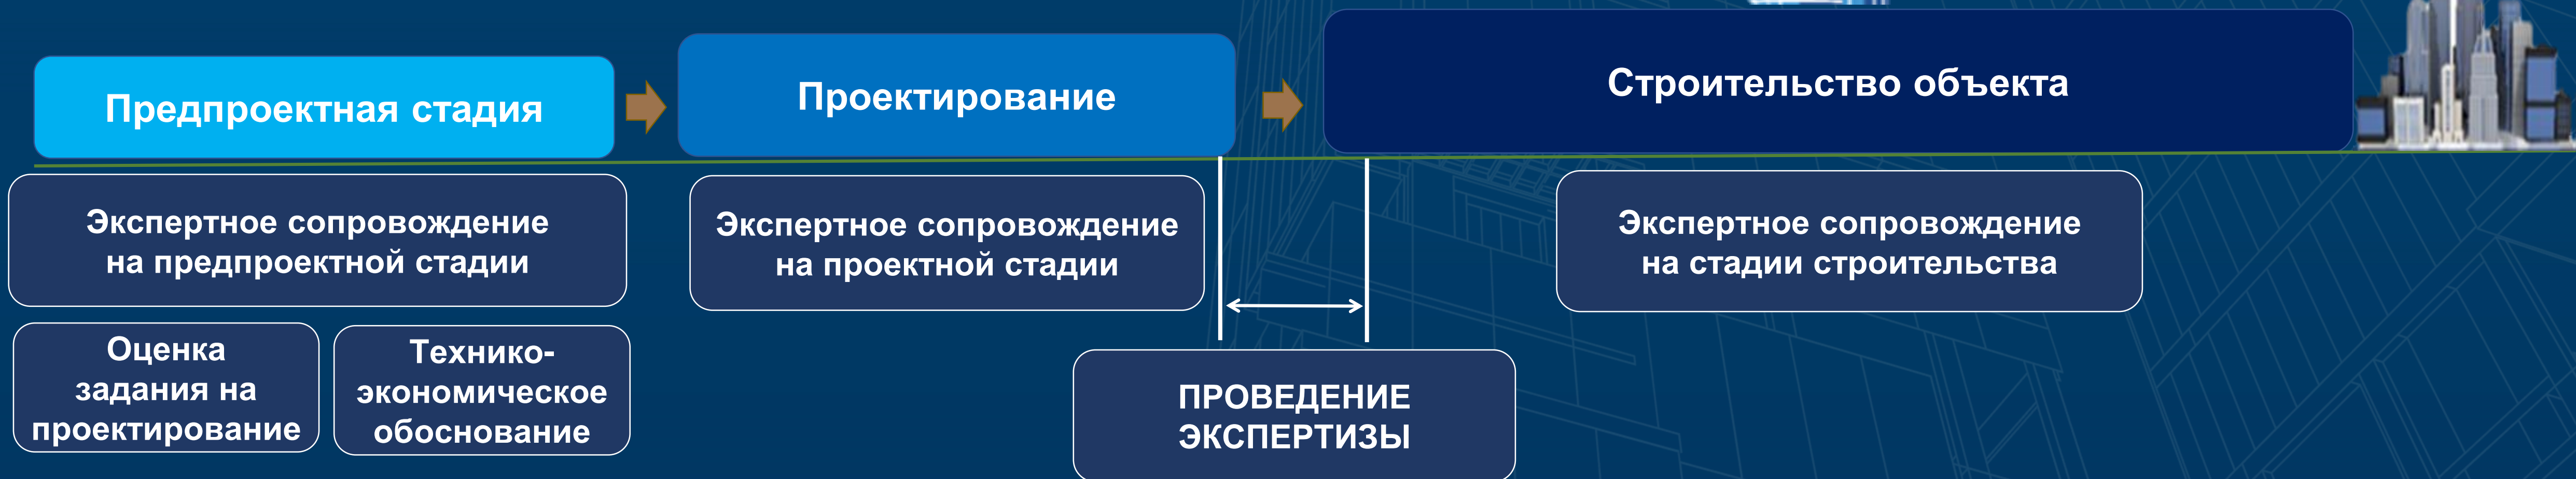 Предпроектная стадия
Проектирование
Строительство объекта
Экспертное сопровождение
на предпроектной стадии
Экспертное сопровождение
на проектной стадии
Экспертное сопровождение
на стадии строительства
Оценка
задания на
проектирование
Технико-
экономическое
обоснование
ПРОВЕДЕНИЕ
ЭКСПЕРТИЗЫ